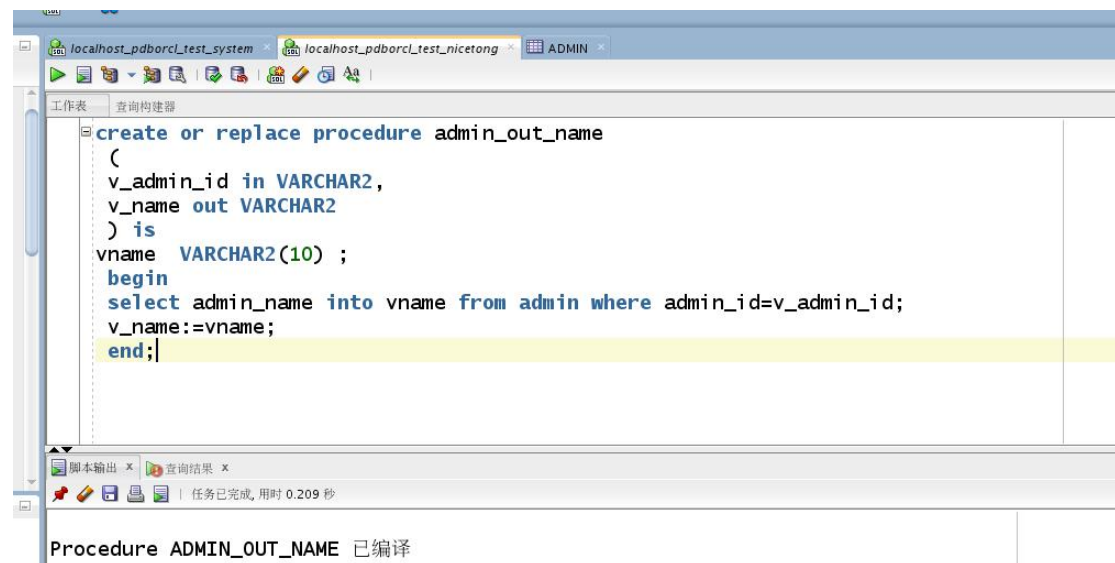 localhost_pdborcl_test_system localhost_pdborcl_test_nicetong ADMIN
工作表 查询构建器
create or replace procedure admin_out_name
(
v_admin_id in VARCHAR2,
v_name out VARCHAR2
) is
vname VARCHAR2(10) ;
begin
select admin_name into vname from admin where admin_id=v_admin_id;
v_name:=vname;
end;
脚本输出 x 查询结果 x
任务已完成, 用时 0.209 秒
Procedure ADMIN_OUT_NAME 已编译